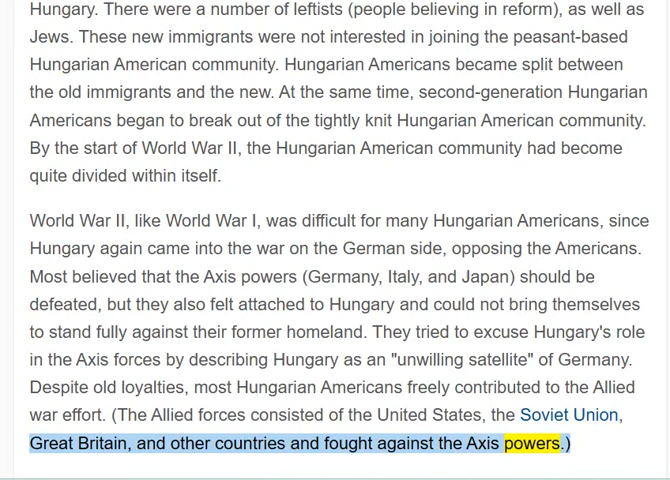 Hungary. There were a number of leftists (people believing in reform), as well as
Jews. These new immigrants were not interested in joining the peasant-based
Hungarian American community. Hungarian Americans became split between
the old immigrants and the new. At the same time, second-generation Hungarian
Americans began to break out of the tightly knit Hungarian American community.
By the start of World War II, the Hungarian American community had become
quite divided within itself.
World War II, like World War I, was difficult for many Hungarian Americans, since
Hungary again came into the war on the German side, opposing the Americans.
Most believed that the Axis powers (Germany, Italy, and Japan) should be
defeated, but they also felt attached to Hungary and could not bring themselves
to stand fully against their former homeland. They tried to excuse Hungary's role
in the Axis forces by describing Hungary as an "unwilling satellite" of Germany.
Despite old loyalties, most Hungarian Americans freely contributed to the Allied
war effort. (The Allied forces consisted of the United States, the Soviet Union,
Great Britain, and other countries and fought against the Axis powers.)